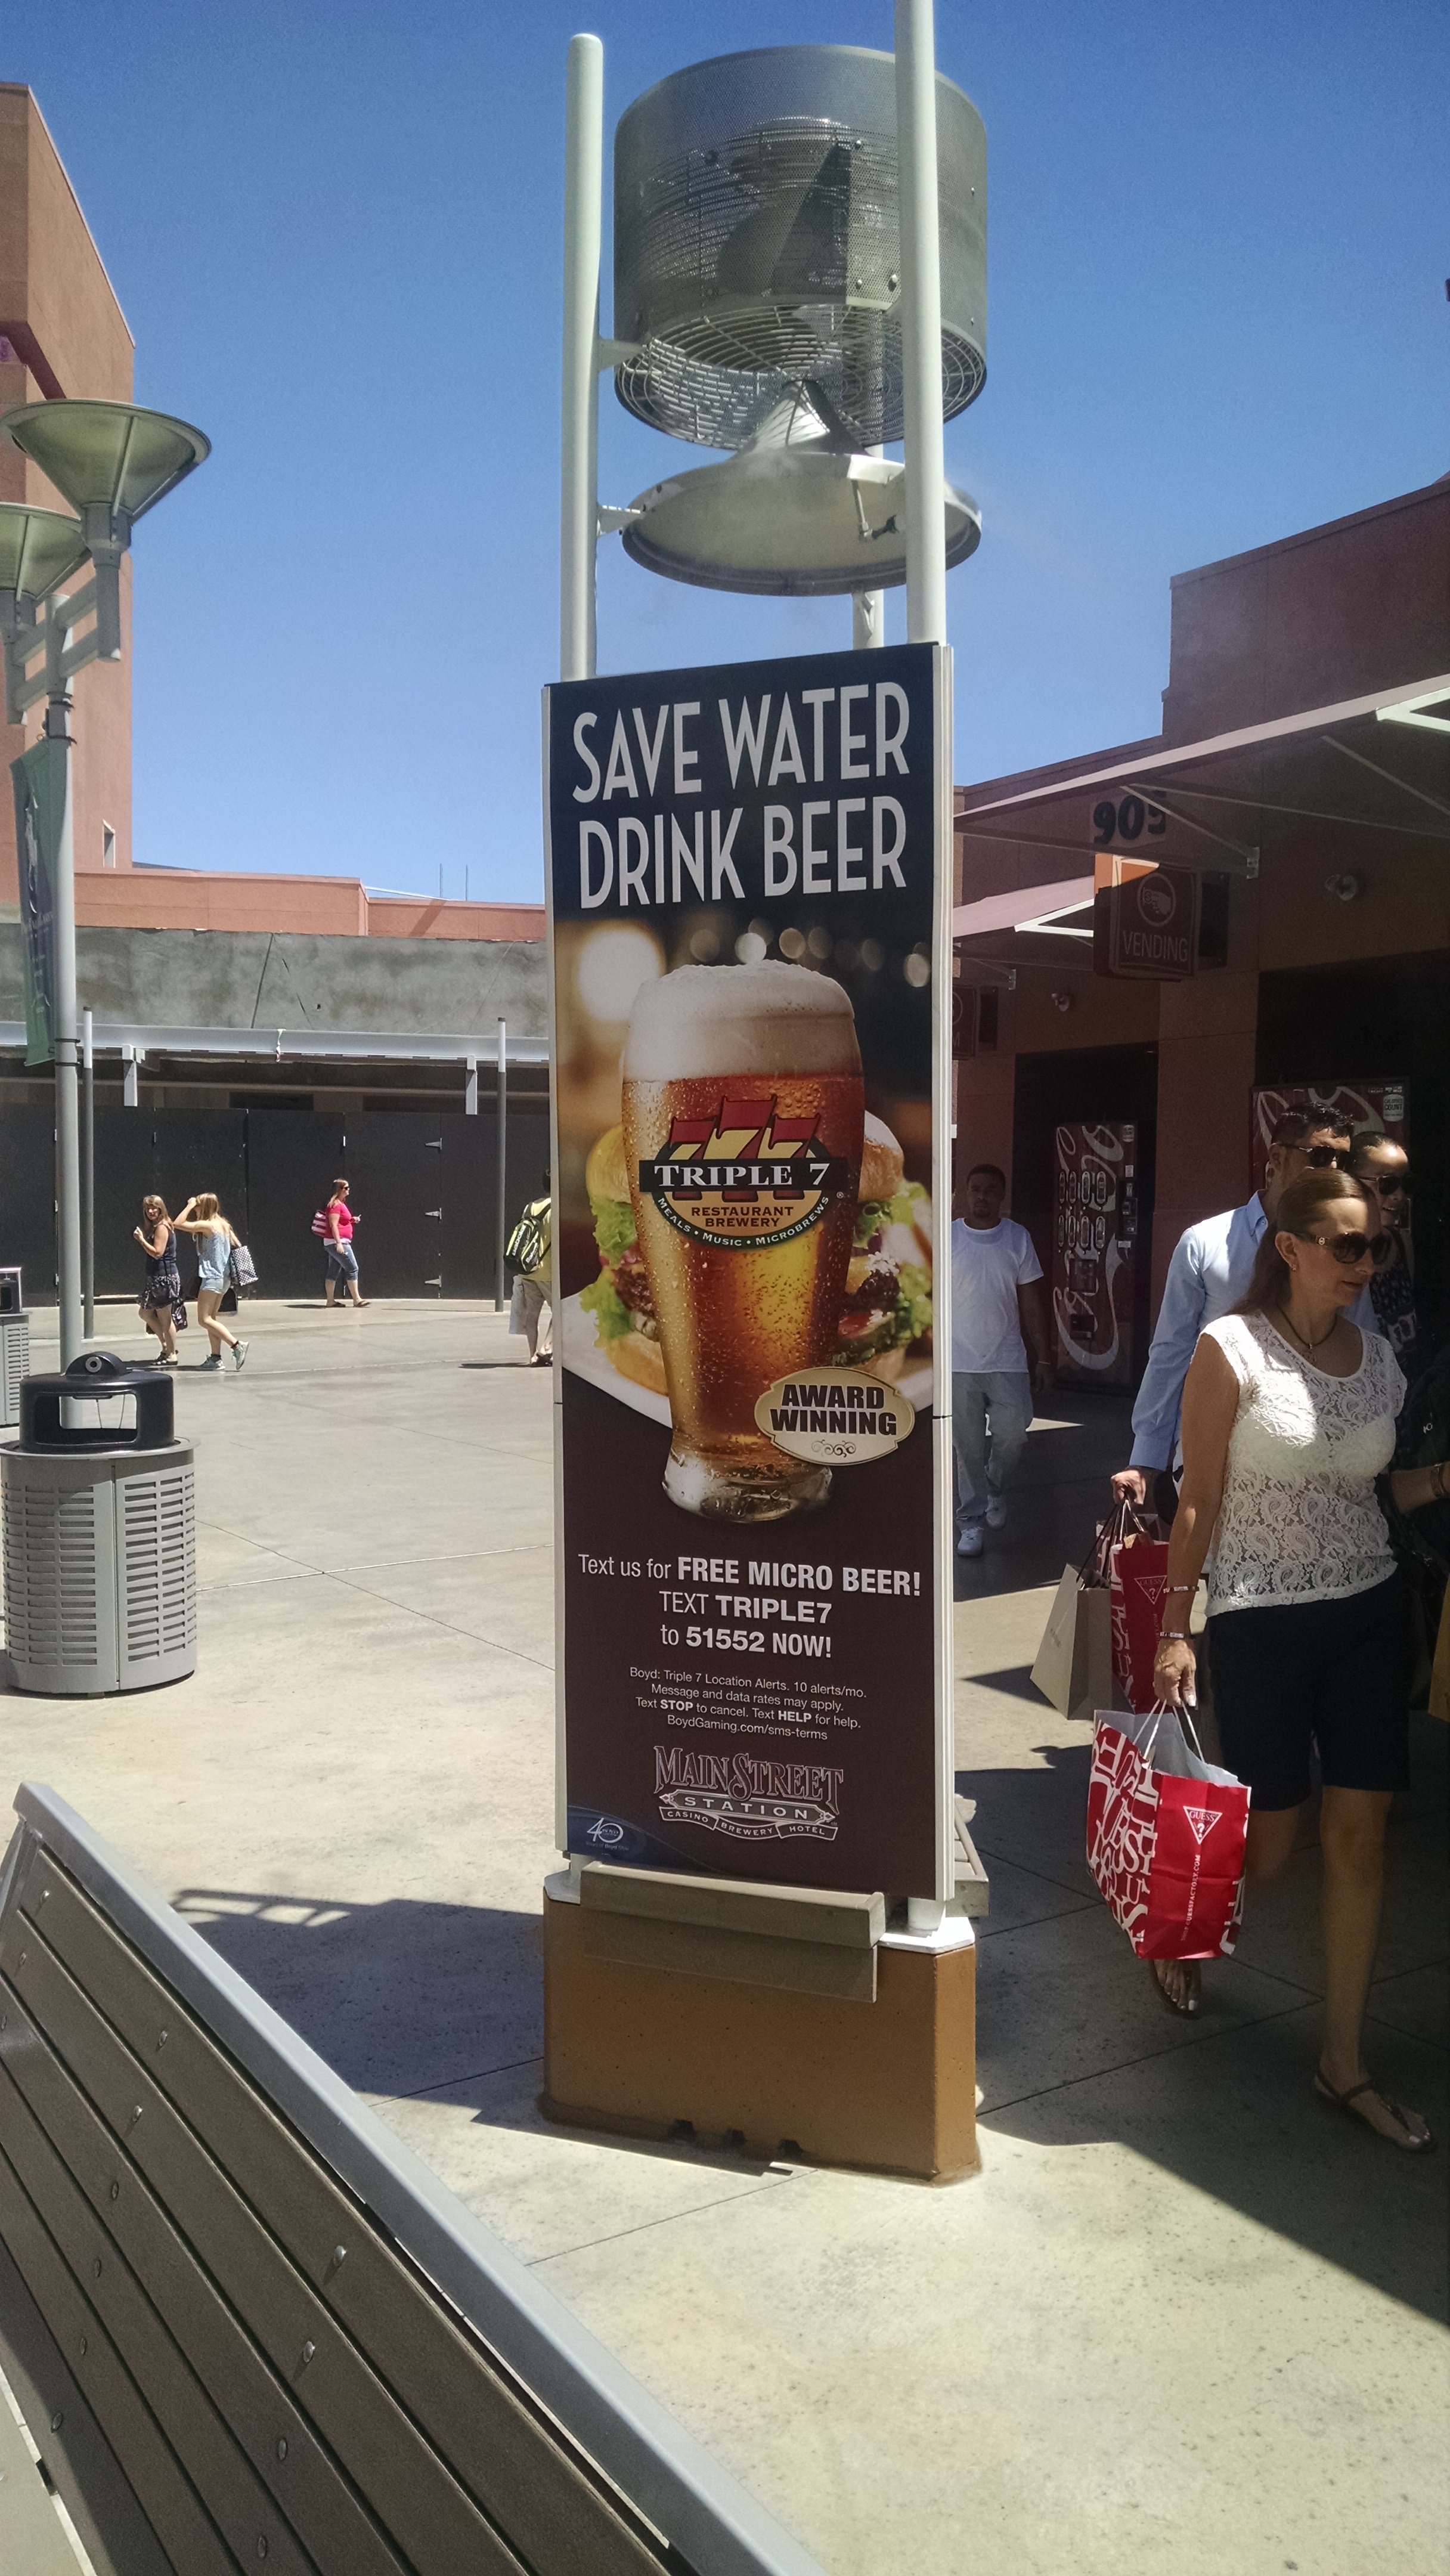 SAVE WATER
DRINK BEER
777
TRIPLE 7
®
RESTAURANT
BREWERY
MEALS • MUSIC • MICROBREWS
AWARD
WINNING
Text us for FREE MICRO BEER!
TEXT TRIPLE7
to 51552 NOW!
Boyd: Triple 7 Location Alerts. 10 alerts/mo.
Message and data rates may apply.
Text STOP to cancel. Text HELP for help.
BoydGaming.com/sms-terms
MAIN STREET
STATION
CASINO BREWERY HOTEL
40
905
VENDING
GUESS
?
GUESS